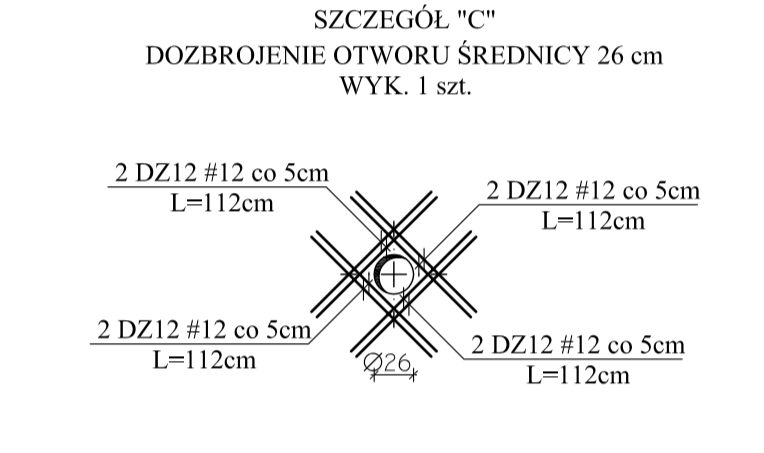 SZCZEGÓŁ "C"
DOZBROJENIE OTWORU ŚREDNICY 26 cm
WYK. 1 szt.
2 DZ12 #12 co 5cm
L=112cm
2 DZ12 #12 co 5cm
L=112cm
2 DZ12 #12 co 5cm
L=112cm
2 DZ12 #12 co 5cm
L=112cm
Ø26